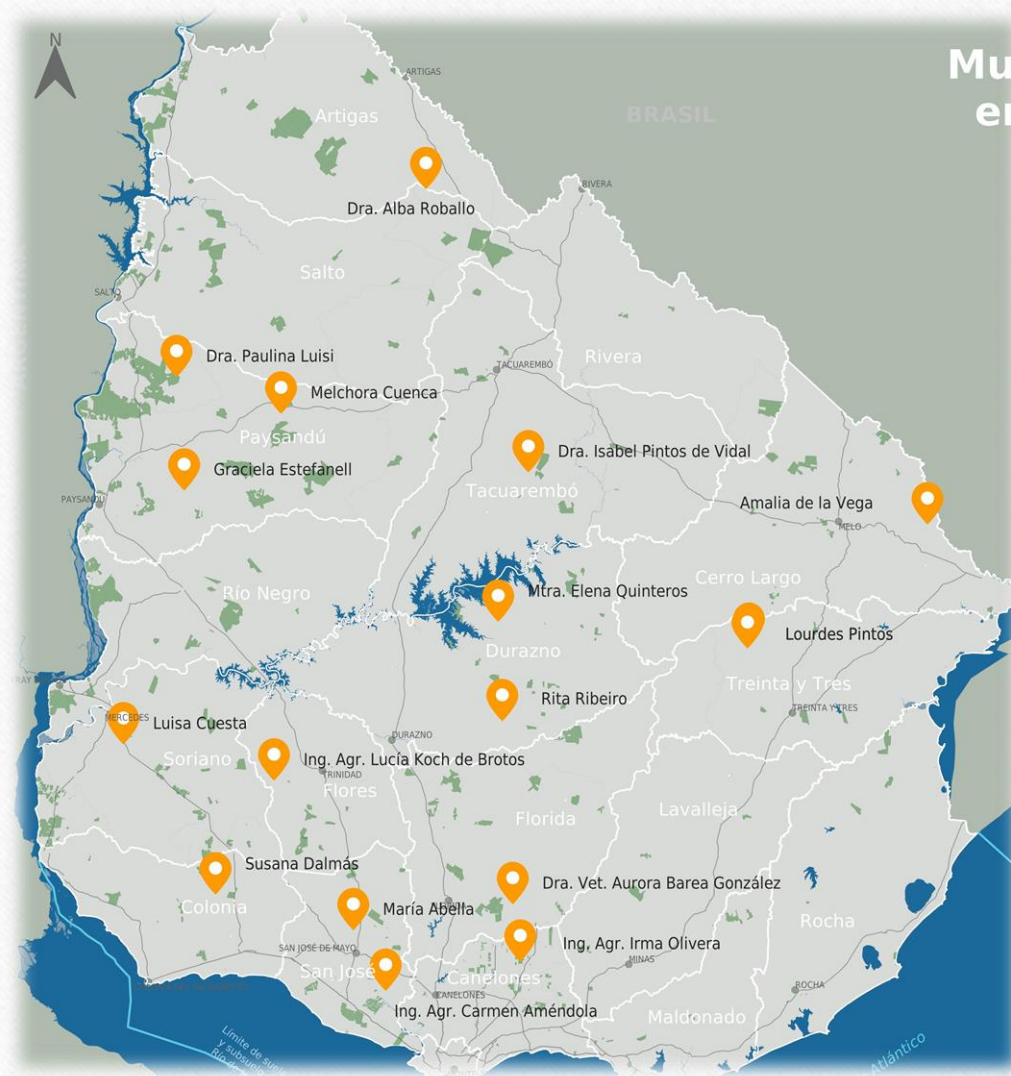 N
Mu
en
ARTIGAS
Artigas
BRASIL
RIVERA
Dra. Alba Roballo
Salto
SALTO
Dra. Paulina Luisi
Rivera
TACUAREMBÓ
Melchora Cuenca
Paysandú
Dra. Isabel Pintos de Vidal
Graciela Estefanell
Tacuarembó
PAYSANDÚ
Amalia de la Vega
MELO
Cerro Largo
Río Negro
Mtra. Elena Quinteros
Lourdes Pintos
Durazno
Treinta y Tres
Rita Ribeiro
TREINTA Y TRES
MERCEDES
Luisa Cuesta
DURAZNO
Soriano
Ing. Agr. Lucía Koch de Brotos
TRINIDAD
Flores
Lavalleja
Florida
Susana Dalmás
Dra. Vet. Aurora Barea González
Colonia
María Abella
Rocha
SAN JOSÉ DE MAYO
Ing. Agr. Irma Olivera
MINAS
San José
Canelones
ROCHA
CANELONES
Ing. Agr. Carmen Améndola
Maldonado
Límite de
y subsuelo
Atlántico